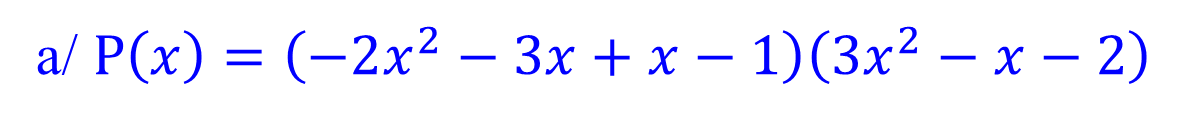 a/ P(x) = (−2x² − 3x + x − 1)(3x² − x − 2)